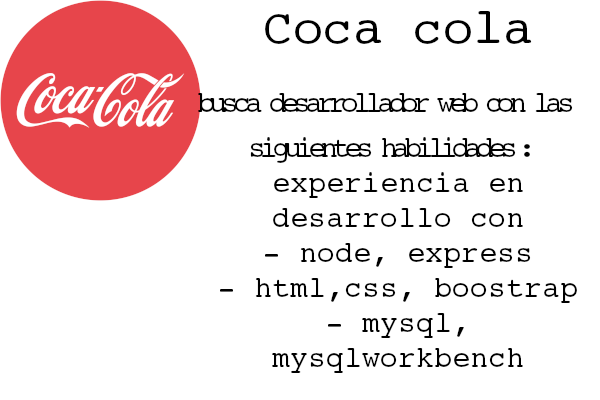 Coca-Cola
Coca cola
busca desarrollador web con las
siguientes habilidades:
experiencia en
desarrollo con
- node, express
- html,css, boostrap
- mysql,
mysqlworkbench